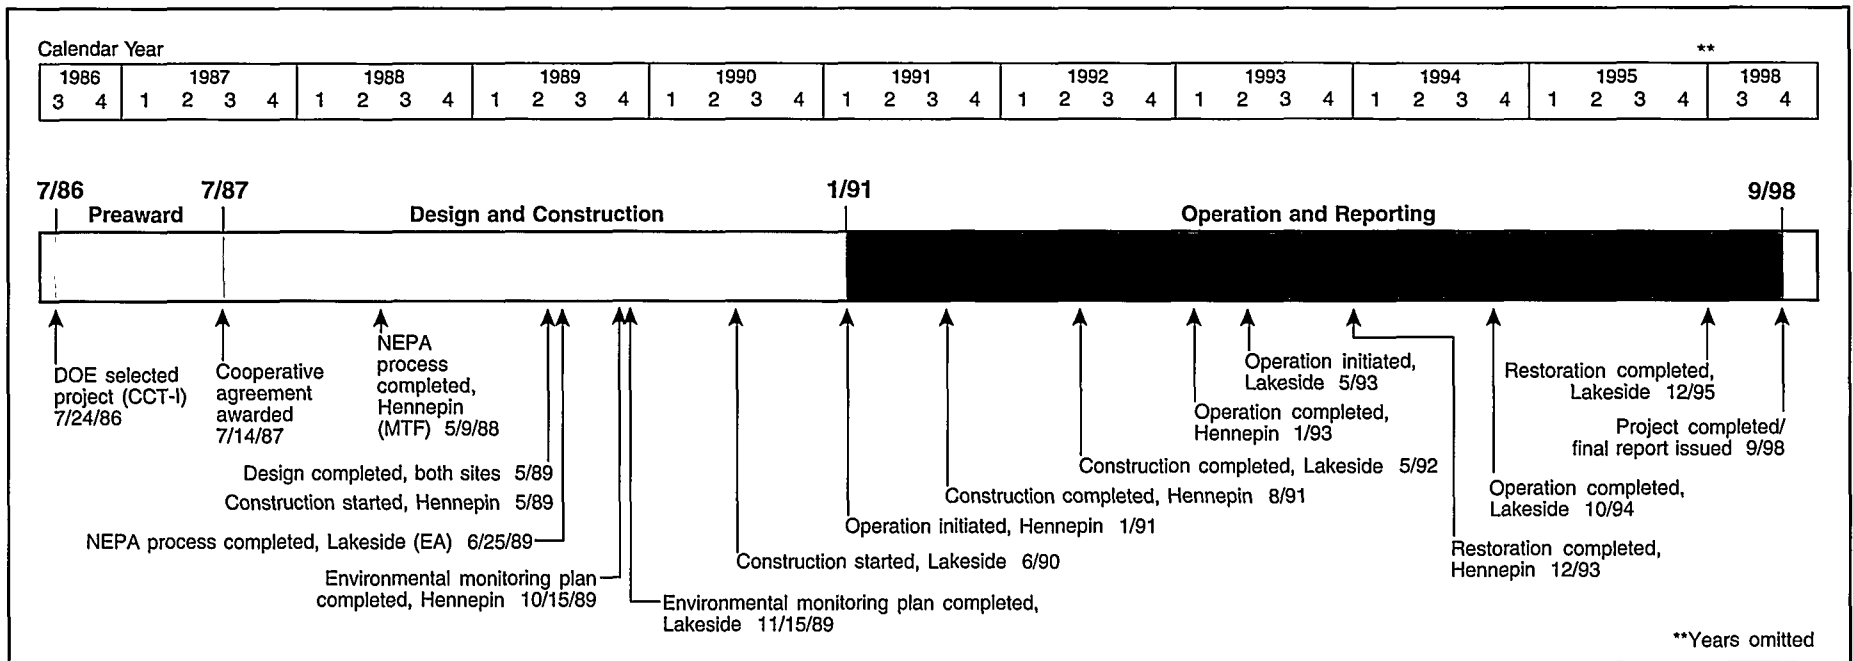 Calendar Year
**
1986 1987 1988 1989 1990 1991 1992 1993 1994 1995 1998
3 4 1 2 3 4 1 2 3 4 1 2 3 4 1 2 3 4 1 2 3 4 1 2 3 4 1 2 3 4 1 2 3 4 1 2 3 4 3 4
7/86 7/87 1/91 9/98
Preaward Design and Construction Operation and Reporting
DOE selected
project (CCT-I)
7/24/86
Cooperative
agreement
awarded
7/14/87
NEPA
process
completed,
Hennepin
(MTF) 5/9/88
Design completed, both sites 5/89
Construction started, Hennepin 5/89
NEPA process completed, Lakeside (EA) 6/25/89
Environmental monitoring plan
completed, Hennepin 10/15/89
Environmental monitoring plan completed,
Lakeside 11/15/89
Construction started, Lakeside 6/90
Operation initiated, Hennepin 1/91
Construction completed, Hennepin 8/91
Construction completed, Lakeside 5/92
Operation completed,
Hennepin 1/93
Operation initiated,
Lakeside 5/93
Restoration completed,
Hennepin 12/93
Operation completed,
Lakeside 10/94
Restoration completed,
Lakeside 12/95
Project completed/
final report issued 9/98
**Years omitted